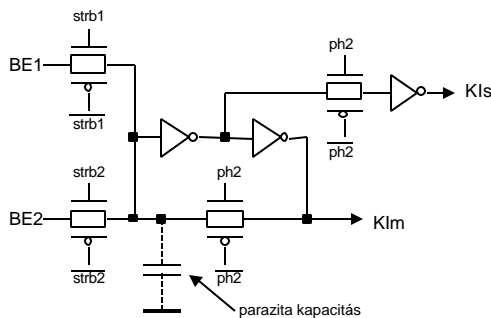 strb1
BE1
strb1
ph2
KIs
ph2
strb2
ph2
BE2
KIm
strb2
ph2
parazita kapacitás